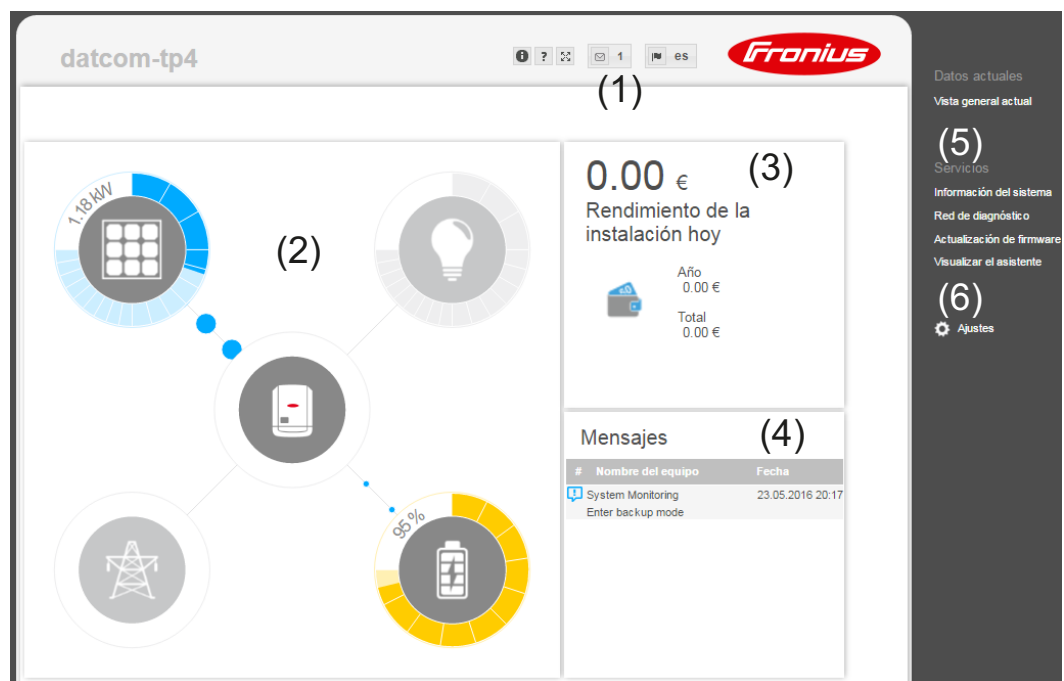 datcom-tp4
i ? 1 es
Fronius
(1)
1.18 kW
(2)
95 %
0.00 €
(3)
Rendimiento de la
instalación hoy
Año
0.00 €
Total
0.00 €
Mensajes
(4)
# Nombre del equipo Fecha
System Monitoring 23.05.2016 20:17
Enter backup mode
Datos actuales
Vista general actual
(5)
Servicios
Información del sistema
Red de diagnóstico
Actualización de firmware
Visualizar el asistente
(6)
Ajustes